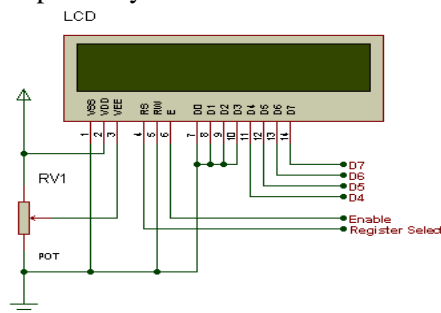 LCD
VSS VDD VEE RS RW E D0 D1 D2 D3 D4 D5 D6 D7
1 2 3 4 5 6 7 8 9 10 11 12 13 14
RV1
POT
D7
D6
D5
D4
Enable
Register Select